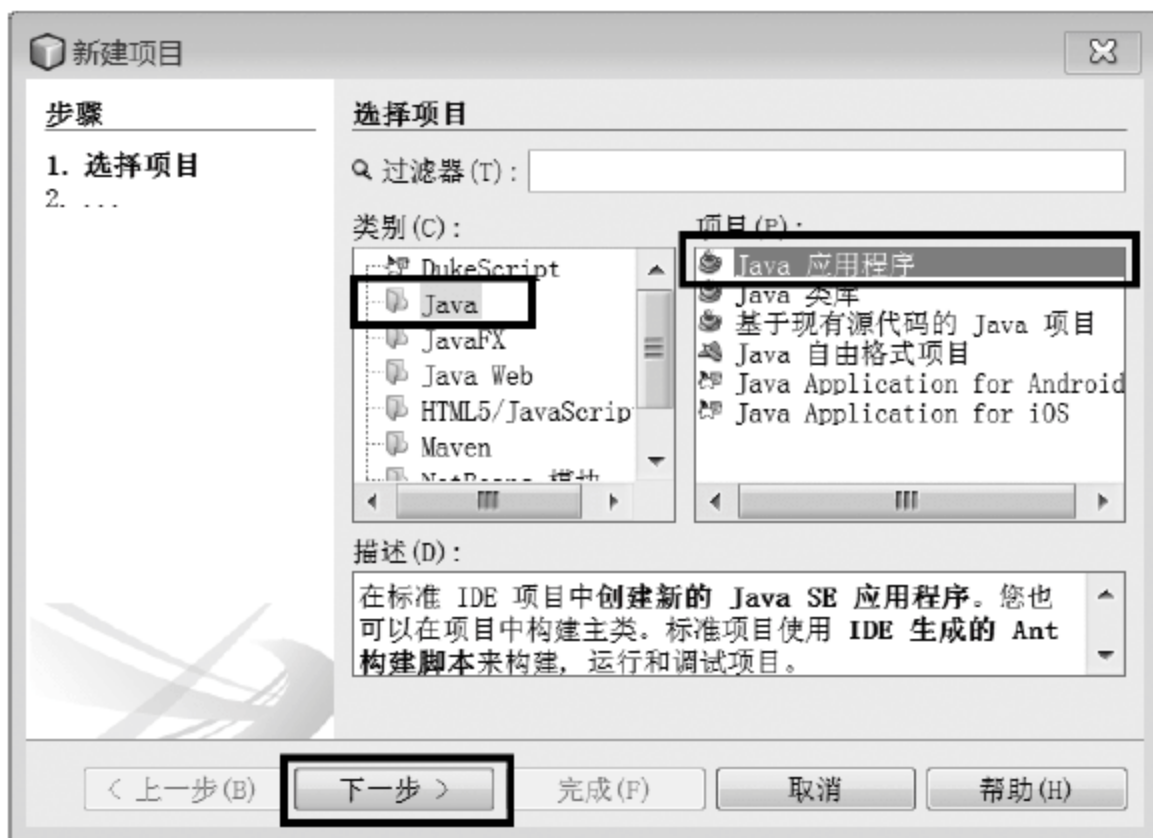 新建项目
步骤
1. 选择项目
2. ...
选择项目
过滤器(T):
类别(C):
DukeScript
Java
JavaFX
Java Web
HTML5/JavaScrip
Maven
NetBeans 模块
项目(P):
Java 应用程序
Java 类库
基于现有源代码的 Java 项目
Java 自由格式项目
Java Application for Android
Java Application for iOS
描述(D):
在标准 IDE 项目中创建新的 Java SE 应用程序。您也
可以在项目中构建主类。标准项目使用 IDE 生成的 Ant
构建脚本来构建, 运行和调试项目。
< 上一步(B)
下一步 >
完成(F)
取消
帮助(H)